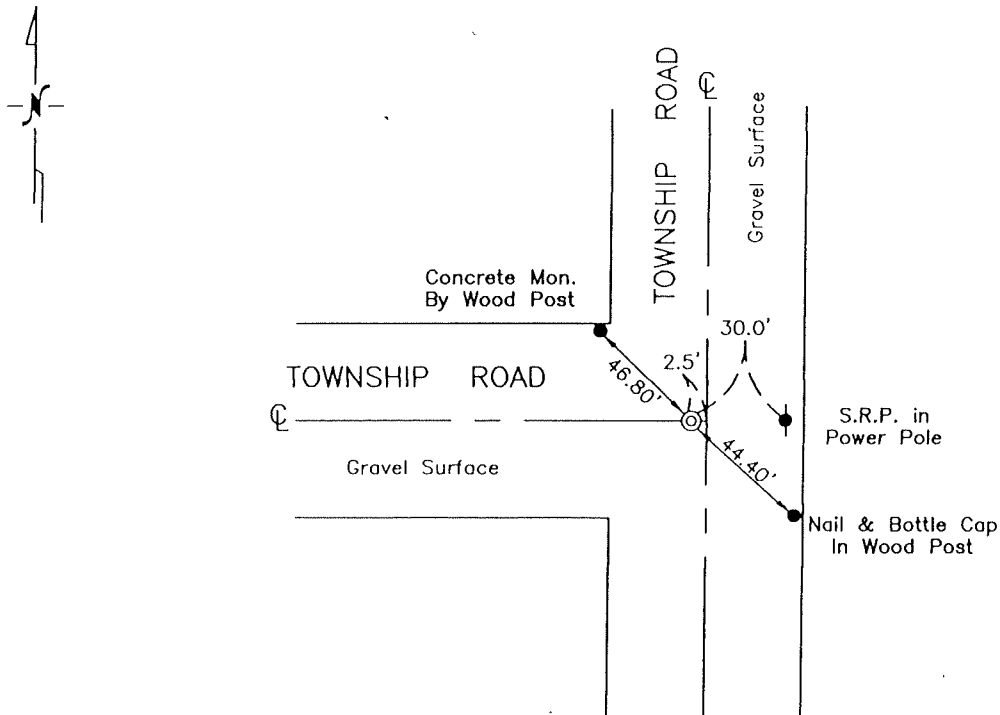 N
TOWNSHIP ROAD
℄
Gravel Surface
Concrete Mon.
By Wood Post
30.0'
2.5'
46.80'
TOWNSHIP ROAD
℄
S.R.P. in
Power Pole
44.40'
Gravel Surface
Nail & Bottle Cap
In Wood Post